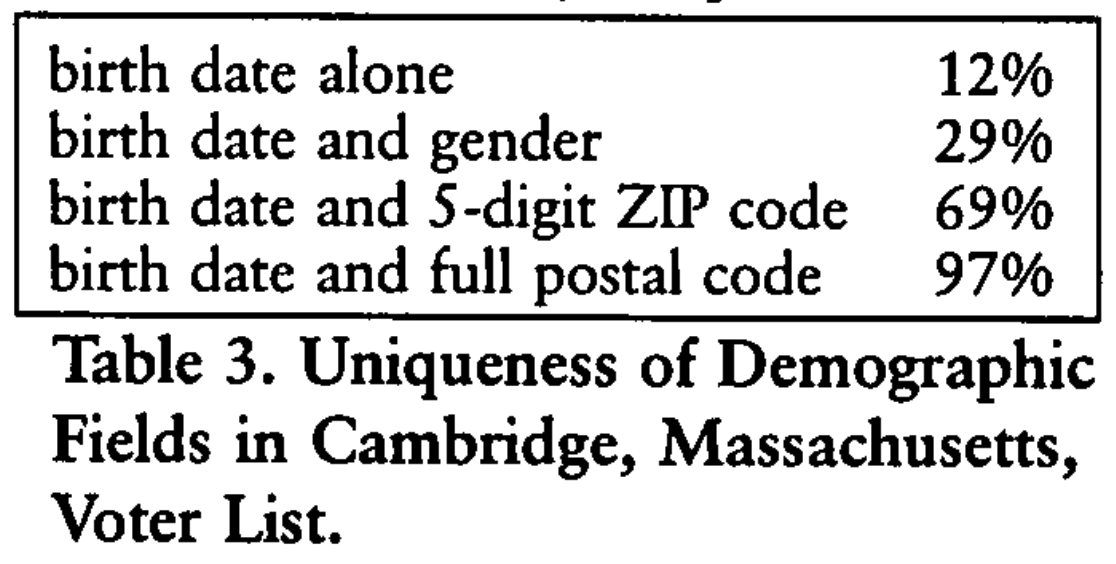 birth date alone 12%
birth date and gender 29%
birth date and 5-digit ZIP code 69%
birth date and full postal code 97%
Table 3. Uniqueness of Demographic
Fields in Cambridge, Massachusetts,
Voter List.